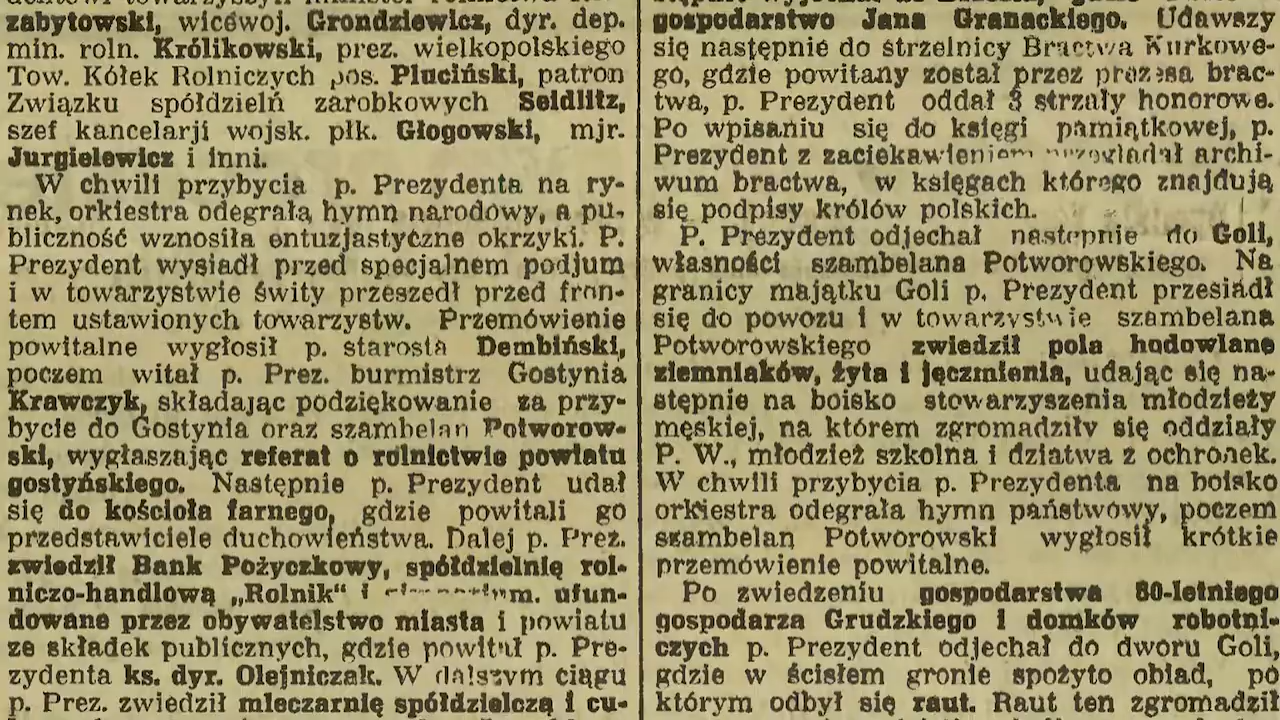 zabytowski, wicewoj. Grondziewicz, dyr. dep.
min. roln. Królikowski, prez. wielkopolskiego
Tow. Kółek Rolniczych pos. Pluciński, patron
Związku spółdzielń zarobkowych Seidlitz,
szef kancelarji wojsk. płk. Głogowski, mjr.
Jurgielewicz i inni.
W chwili przybycia p. Prezydenta na ry-
nek, orkiestra odegrałą hymn narodowy, a pu-
bliczność wznosiła entuzjastyczne okrzyki. P.
Prezydent wysiadł przed specjalnem podjum
i w towarzystwie świty przeszedł przed fron-
tem ustawionych towarzystw. Przemówienie
powitalne wygłosił p. starosta Dembiński,
poczem witał p. Prez. burmistrz Gostynia
Krawczyk, składając podziękowanie za przy-
bycie do Gostynia oraz szambelan Potworow-
ski, wygłaszając referat o rolnictwie powiatu
gostyńskiego. Następnie p. Prezydent udał
się do kościoła farnego, gdzie powitali go
przedstawiciele duchowieństwa. Dalej p. Prez.
zwiedził Bank Pożyczkowy, spółdzielnię rol-
niczo-handlową „Rolnik“ i ufun-
dowane przez obywatelstwo miasta i powiatu
ze składek publicznych, gdzie powitał p. Pre-
zydenta ks. dyr. Olejniczak. W dalszym ciągu
p. Prez. zwiedził mleczarnię spółdzielczą i cu-
gospodarstwo Jana Granackiego. Udawszy
się następnie do strzelnicy Bractwa Kurkowe-
go, gdzie powitany został przez prezesa brac-
twa, p. Prezydent oddał 3 strzały honorowe.
Po wpisaniu się do księgi pamiątkowej, p.
Prezydent z zaciekawieniem przeglądał archi-
wum bractwa, w księgach którego znajdują
się podpisy królów polskich.
P. Prezydent odjechał następnie do Goli,
własności szambelana Potworowskiego. Na
granicy majątku Goli p. Prezydent przesiadł
się do powozu i w towarzystwie szambelana
Potworowskiego zwiedził pola hodowlane
ziemniaków, żyta i jęczmienia, udając się na-
stępnie na boisko stowarzyszenia młodzieży
męskiej, na którem zgromadziły się oddziały
P. W., młodzież szkolna i dziatwa z ochronek.
W chwili przybycia p. Prezydenta na boisko
orkiestra odegrała hymn państwowy, poczem
szambelan Potworowski wygłosił krótkie
przemówienie powitalne.
Po zwiedzeniu gospodarstwa 80-letniego
gospodarza Grudzkiego i domków robotni-
czych p. Prezydent odjechał do dworu Goli,
gdzie w ścisłem gronie spożyto obiad, po
którym odbył się raut. Raut ten zgromadził